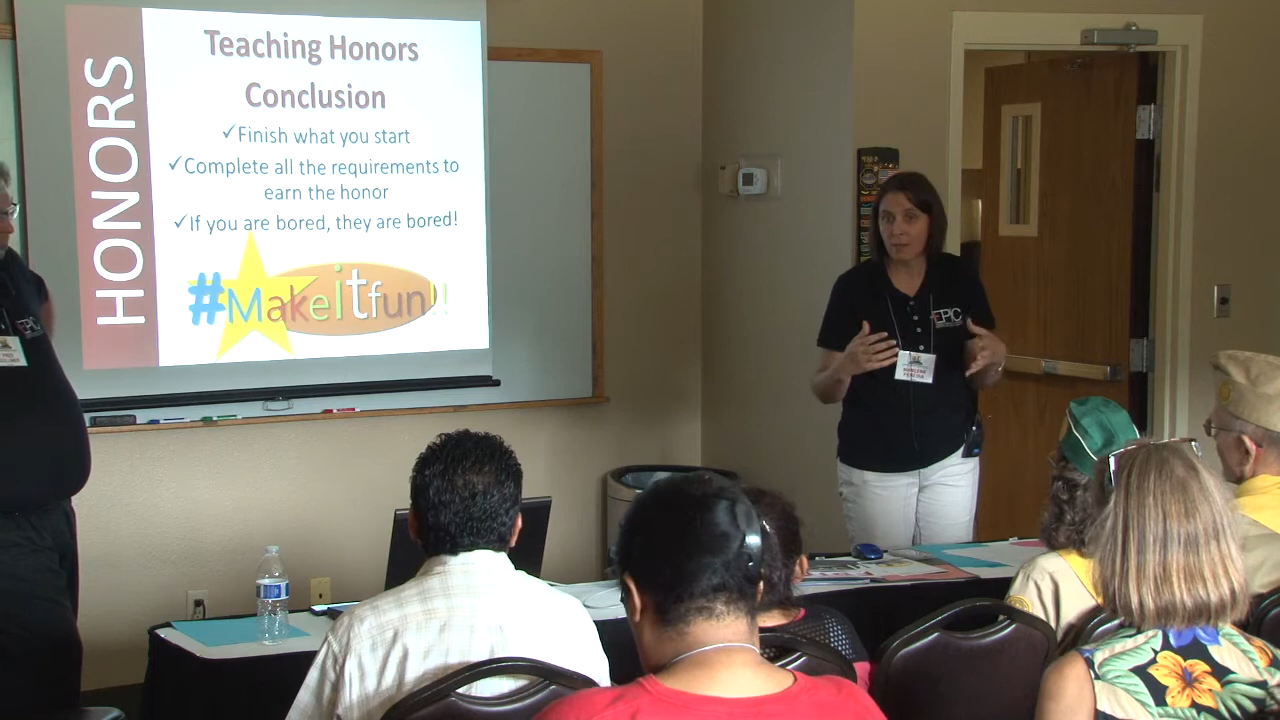 HONORS
Teaching Honors
Conclusion
✓Finish what you start
✓Complete all the requirements to
earn the honor
✓If you are bored, they are bored!
#Makeitfun!!
EPIC